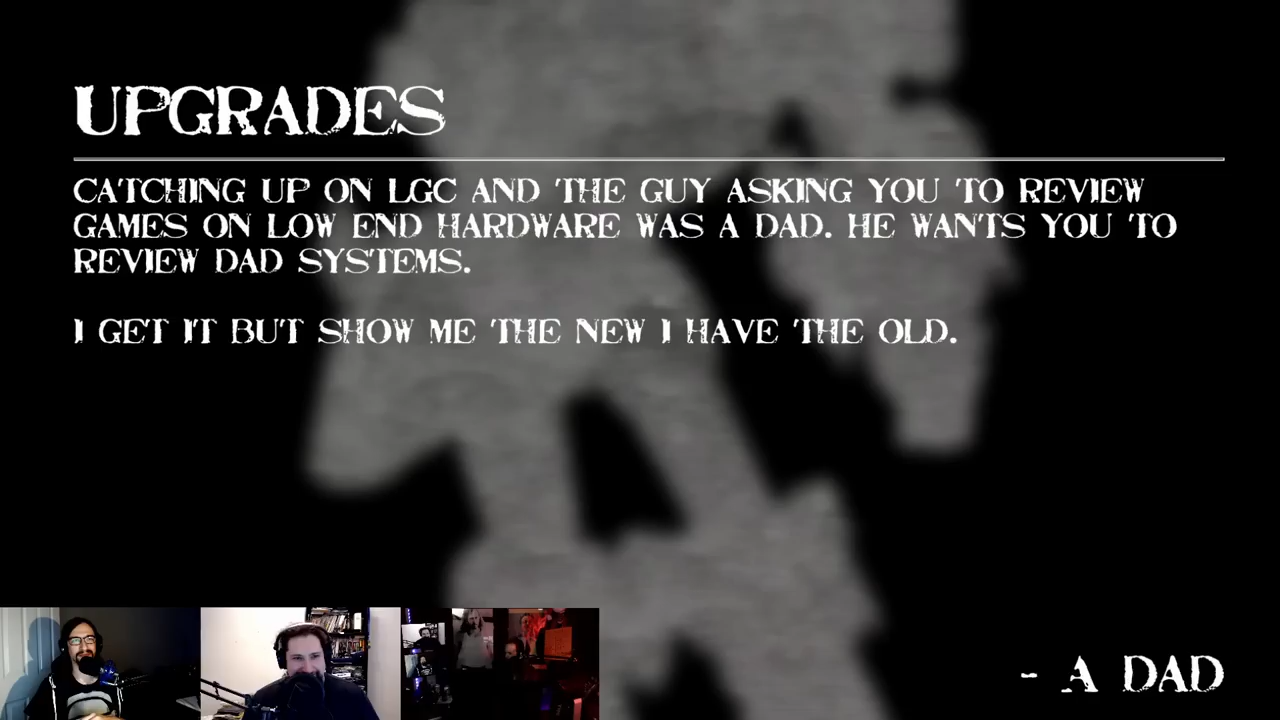 UPGRADES
CATCHING UP ON LGC AND THE GUY ASKING YOU TO REVIEW
GAMES ON LOW END HARDWARE WAS A DAD. HE WANTS YOU TO
REVIEW DAD SYSTEMS.
I GET IT BUT SHOW ME THE NEW I HAVE THE OLD.
- A DAD